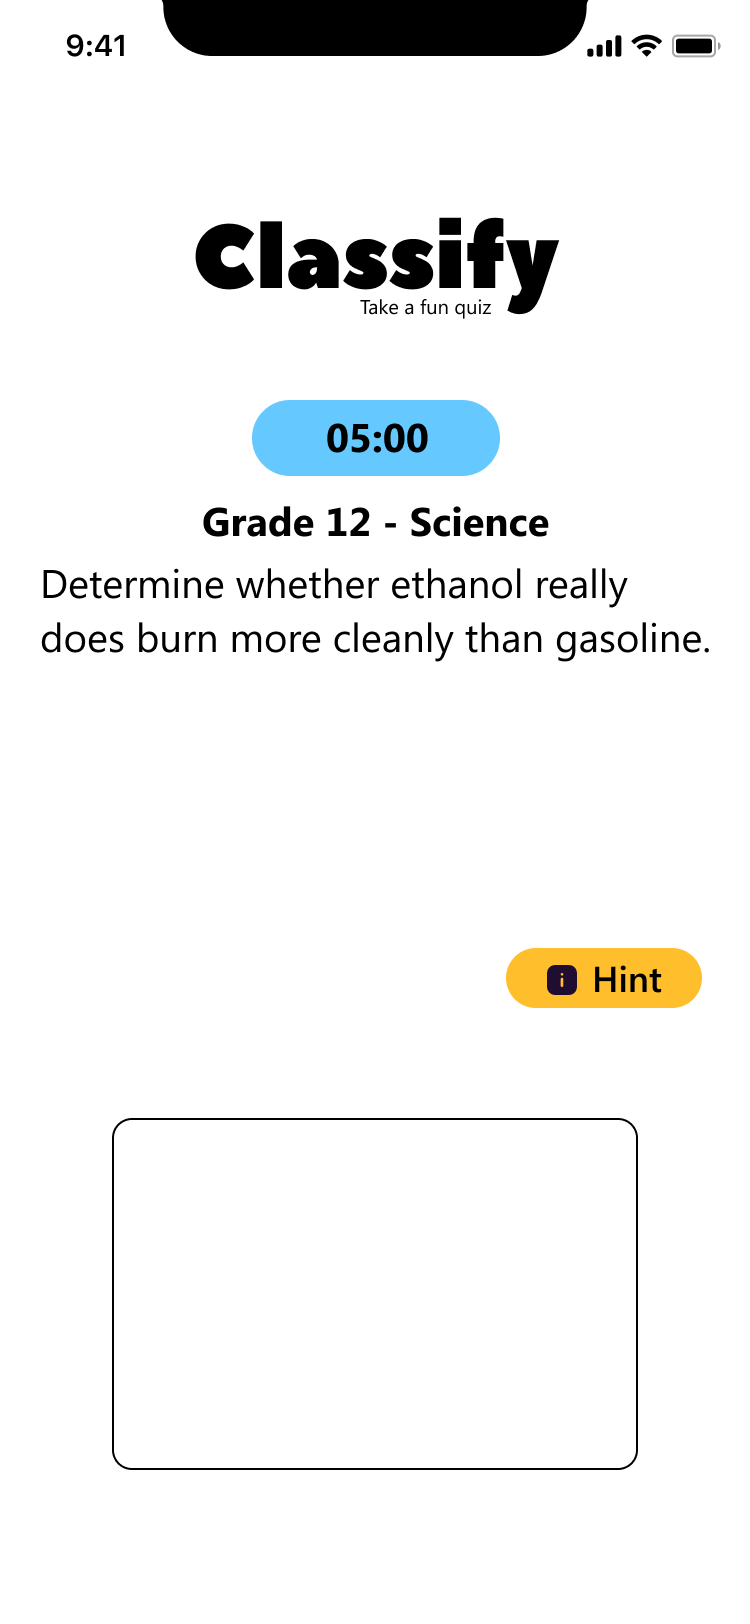 9:41
Classify
Take a fun quiz
05:00
Grade 12 - Science
Determine whether ethanol really
does burn more cleanly than gasoline.
i Hint